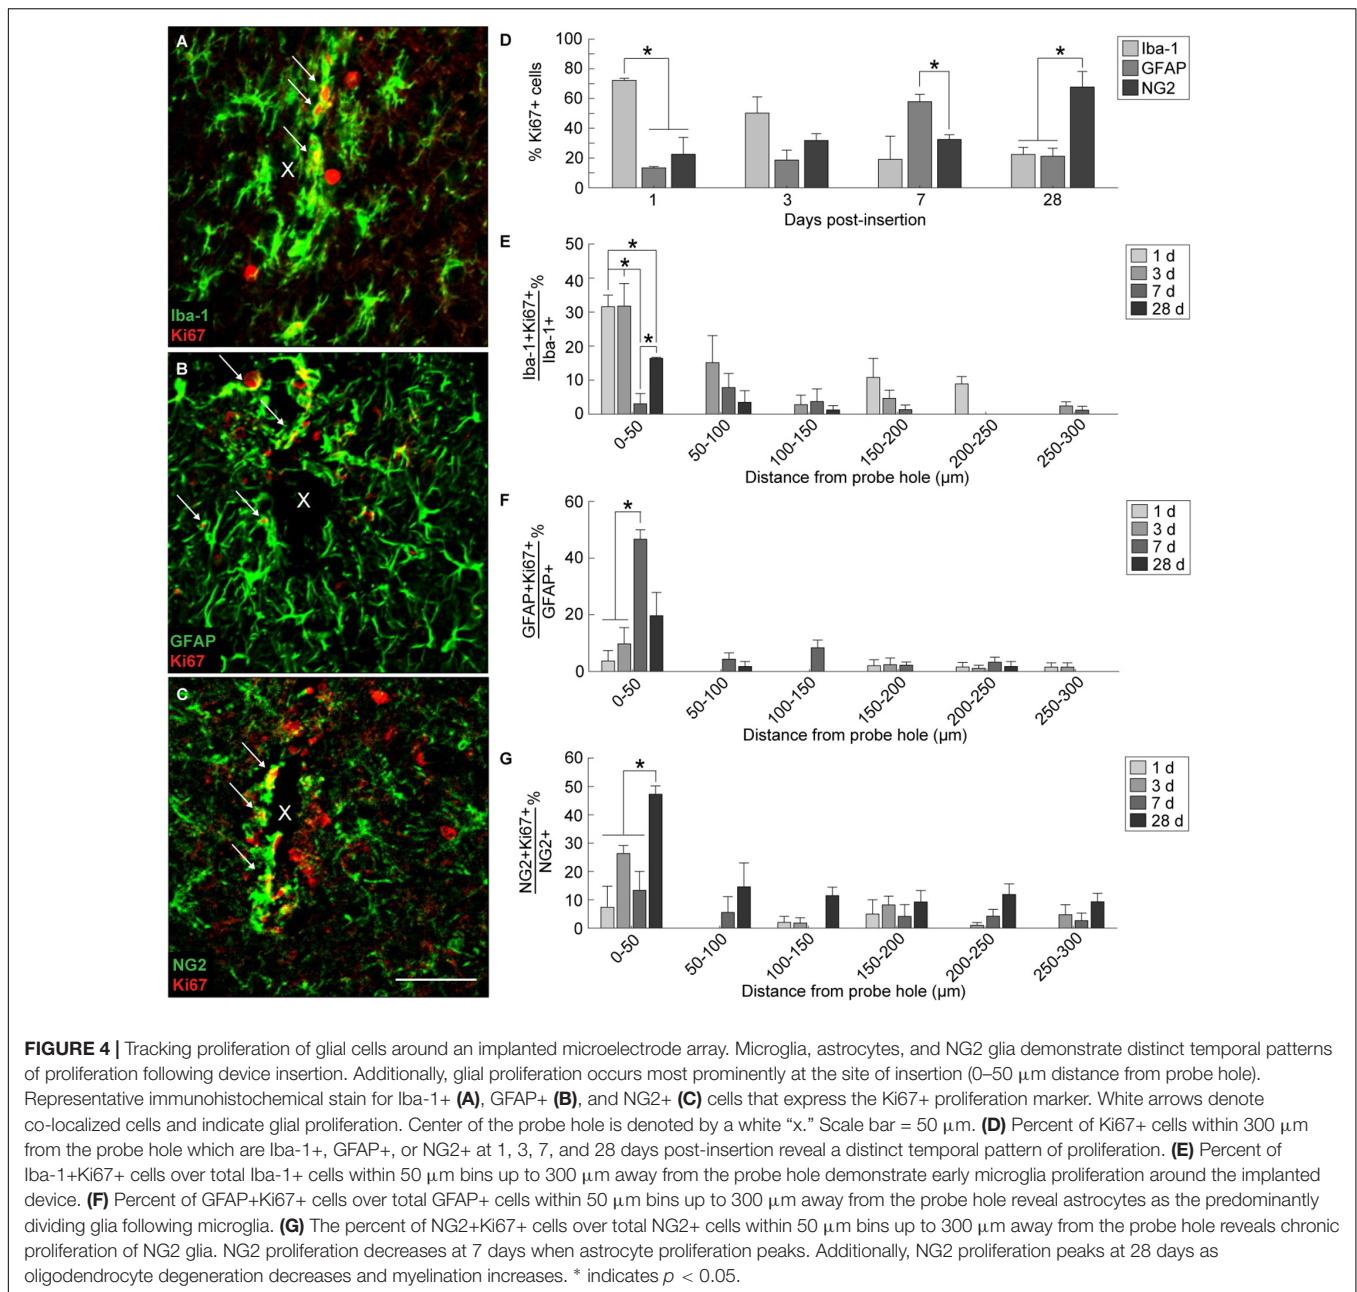 A
X
Iba-1
Ki67
B
X
GFAP
Ki67
C
X
NG2
Ki67
D
% Ki67+ cells
100
80
60
40
20
0
* * *
Iba-1
GFAP
NG2
1 3 7 28
Days post-insertion
E
Iba-1+Ki67+ %
Iba-1+
50
40
30
20
10
0
*
*
*
1 d
3 d
7 d
28 d
0-50 50-100 100-150 150-200 200-250 250-300
Distance from probe hole (µm)
F
GFAP+Ki67+ %
GFAP+
60
40
20
0
*
1 d
3 d
7 d
28 d
0-50 50-100 100-150 150-200 200-250 250-300
Distance from probe hole (µm)
G
NG2+Ki67+ %
NG2+
60
50
40
30
20
10
0
*
1 d
3 d
7 d
28 d
0-50 50-100 100-150 150-200 200-250 250-300
Distance from probe hole (µm)
FIGURE 4 | Tracking proliferation of glial cells around an implanted microelectrode array. Microglia, astrocytes, and NG2 glia demonstrate distinct temporal patterns
of proliferation following device insertion. Additionally, glial proliferation occurs most prominently at the site of insertion (0–50 µm distance from probe hole).
Representative immunohistochemical stain for Iba-1+ (A), GFAP+ (B), and NG2+ (C) cells that express the Ki67+ proliferation marker. White arrows denote
co-localized cells and indicate glial proliferation. Center of the probe hole is denoted by a white “x.” Scale bar = 50 µm. (D) Percent of Ki67+ cells within 300 µm
from the probe hole which are Iba-1+, GFAP+, or NG2+ at 1, 3, 7, and 28 days post-insertion reveal a distinct temporal pattern of proliferation. (E) Percent of
Iba-1+Ki67+ cells over total Iba-1+ cells within 50 µm bins up to 300 µm away from the probe hole demonstrate early microglia proliferation around the implanted
device. (F) Percent of GFAP+Ki67+ cells over total GFAP+ cells within 50 µm bins up to 300 µm away from the probe hole reveal astrocytes as the predominantly
dividing glia following microglia. (G) The percent of NG2+Ki67+ cells over total NG2+ cells within 50 µm bins up to 300 µm away from the probe hole reveals chronic
proliferation of NG2 glia. NG2 proliferation decreases at 7 days when astrocyte proliferation peaks. Additionally, NG2 proliferation peaks at 28 days as
oligodendrocyte degeneration decreases and myelination increases. * indicates p < 0.05.